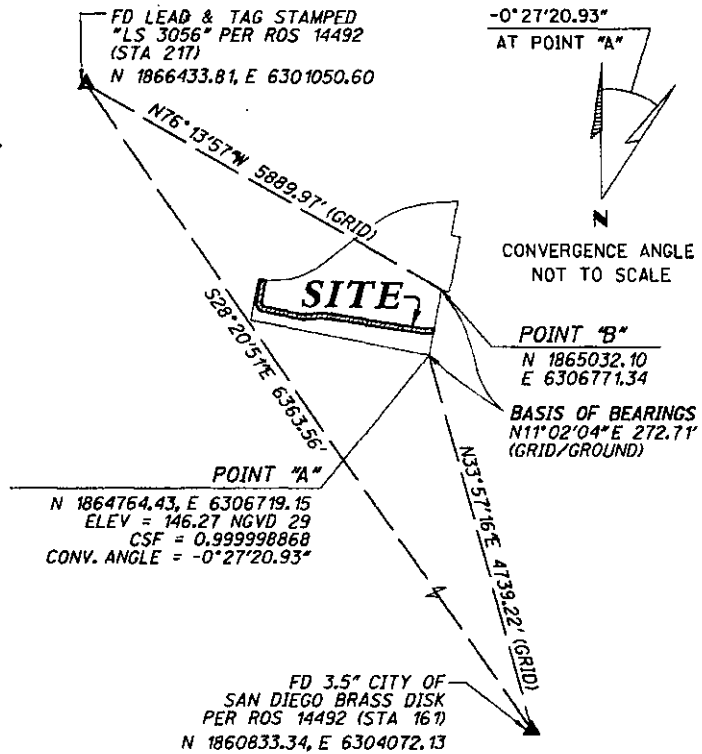 FD LEAD & TAG STAMPED
"LS 3056" PER ROS 14492
(STA 217)
N 1866433.81, E 6301050.60
-0°27'20.93"
AT POINT "A"
N76°13'57"W 5889.97' (GRID)
N
CONVERGENCE ANGLE
NOT TO SCALE
SITE
S28°20'51"E 6363.56'
POINT "B"
N 1865032.10
E 6306771.34
BASIS OF BEARINGS
N11°02'04"E 272.71'
(GRID/GROUND)
POINT "A"
N 1864764.43, E 6306719.15
ELEV = 146.27 NGVD 29
CSF = 0.999998868
CONV. ANGLE = -0°27'20.93"
N33°57'16"E 4739.22' (GRID)
FD 3.5" CITY OF
SAN DIEGO BRASS DISK
PER ROS 14492 (STA 161)
N 1860833.34, E 6304072.13